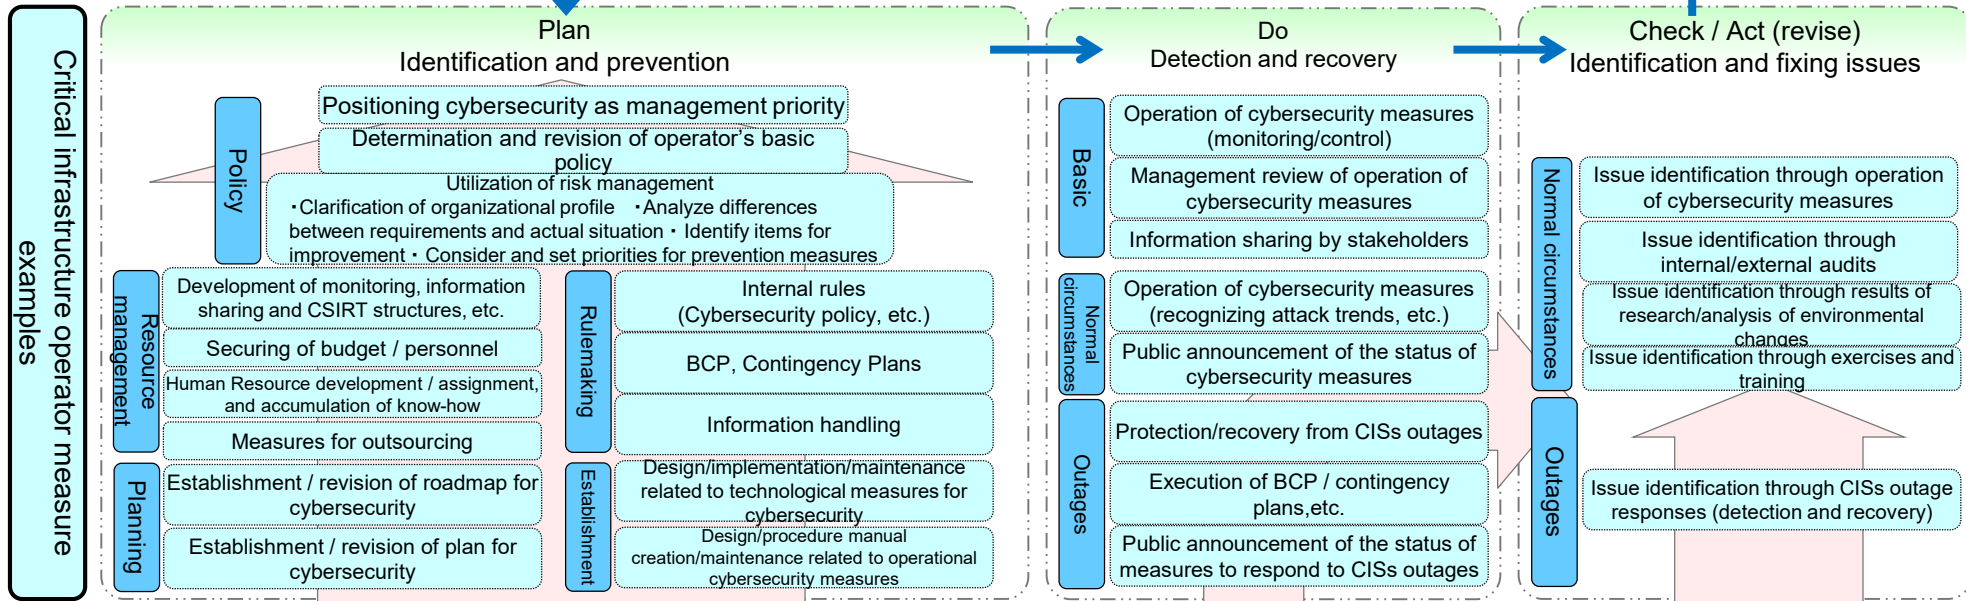 Critical infrastructure operator measure
examples
Plan
Identification and prevention
Policy
Positioning cybersecurity as management priority
Determination and revision of operator's basic
policy
Utilization of risk management
・Clarification of organizational profile ・Analyze differences
between requirements and actual situation・ Identify items for
improvement・ Consider and set priorities for prevention measures
Resource
management
Development of monitoring, information
sharing and CSIRT structures, etc.
Securing of budget / personnel
Human Resource development / assignment,
and accumulation of know-how
Measures for outsourcing
Planning
Establishment / revision of roadmap for
cybersecurity
Establishment / revision of plan for
cybersecurity
Rulemaking
Internal rules
(Cybersecurity policy, etc.)
BCP, Contingency Plans
Information handling
Establishment
Design/implementation/maintenance
related to technological measures for
cybersecurity
Design/procedure manual
creation/maintenance related to operational
cybersecurity measures
Do
Detection and recovery
Basic
Operation of cybersecurity measures
(monitoring/control)
Management review of operation of
cybersecurity measures
Information sharing by stakeholders
Normal
circumstances
Operation of cybersecurity measures
(recognizing attack trends, etc.)
Public announcement of the status of
cybersecurity measures
Outages
Protection/recovery from CISs outages
Execution of BCP / contingency
plans,etc.
Public announcement of the status of
measures to respond to CISs outages
Check / Act (revise)
Identification and fixing issues
Normal circumstances
Issue identification through operation
of cybersecurity measures
Issue identification through
internal/external audits
Issue identification through results of
research/analysis of environmental
changes
Issue identification through exercises and
training
Outages
Issue identification through CISs outage
responses (detection and recovery)